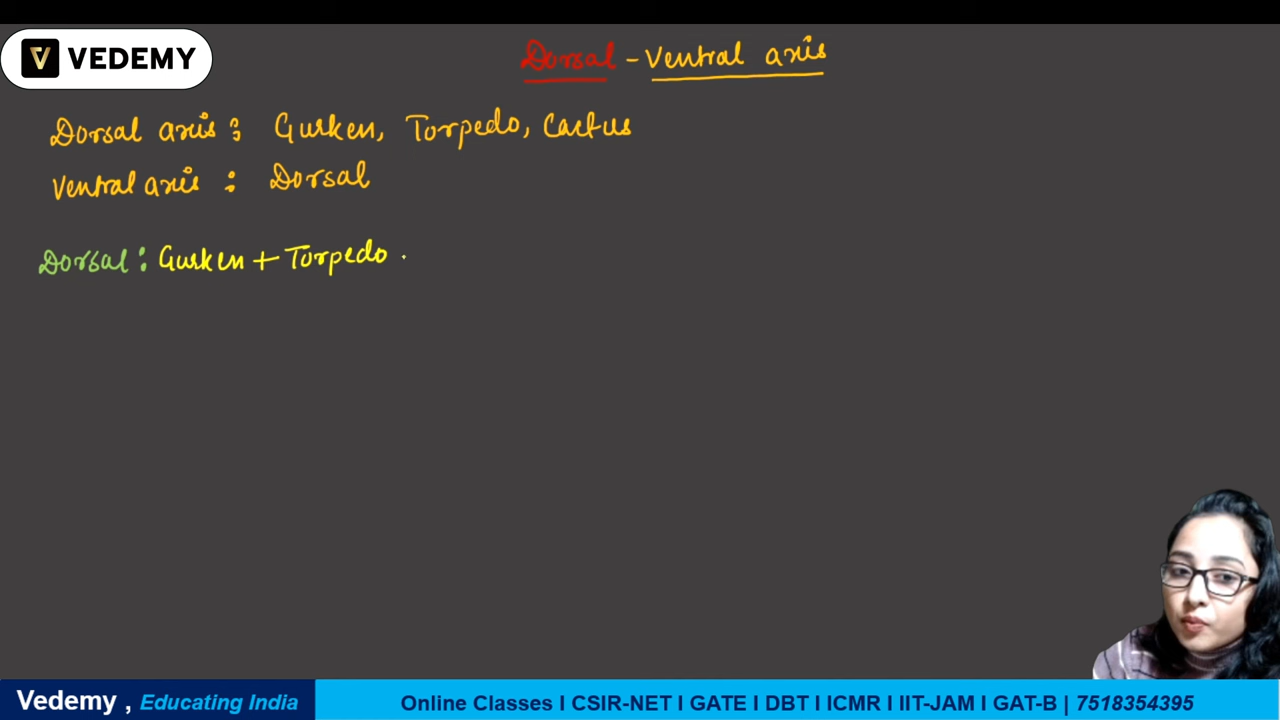 VEDEMY
Dorsal - Ventral axis
Dorsal axis : Gurken, Torpedo, Cactus
Ventral axis : Dorsal
Dorsal : Gurken + Torpedo
Vedemy , Educating India
Online Classes I CSIR-NET I GATE I DBT I ICMR I IIT-JAM I GAT-B | 7518354395